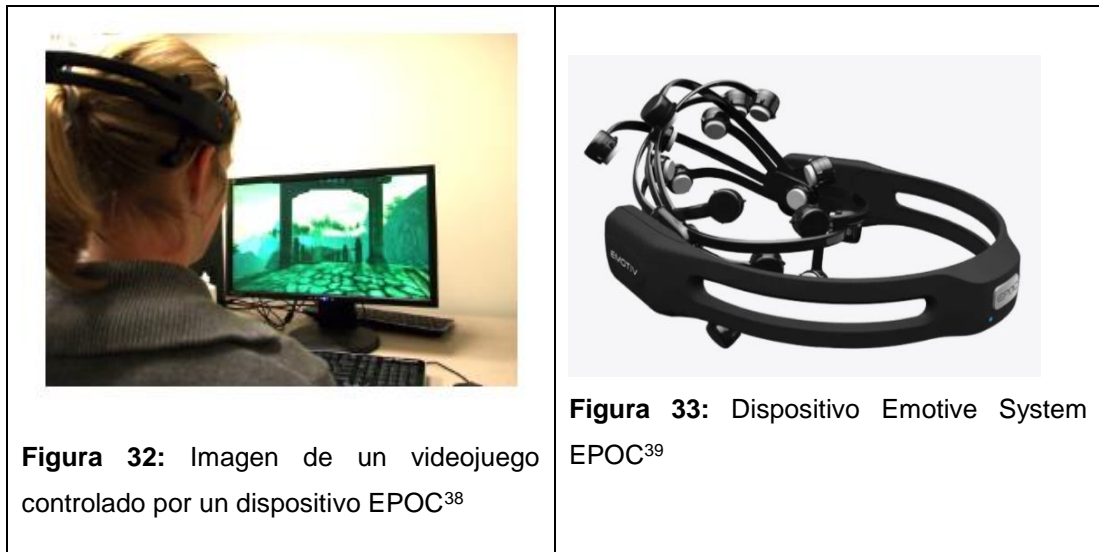 EMOTIV
EPOC
Figura 32: Imagen de un videojuego
controlado por un dispositivo EPOC38
Figura 33: Dispositivo Emotive System
EPOC39